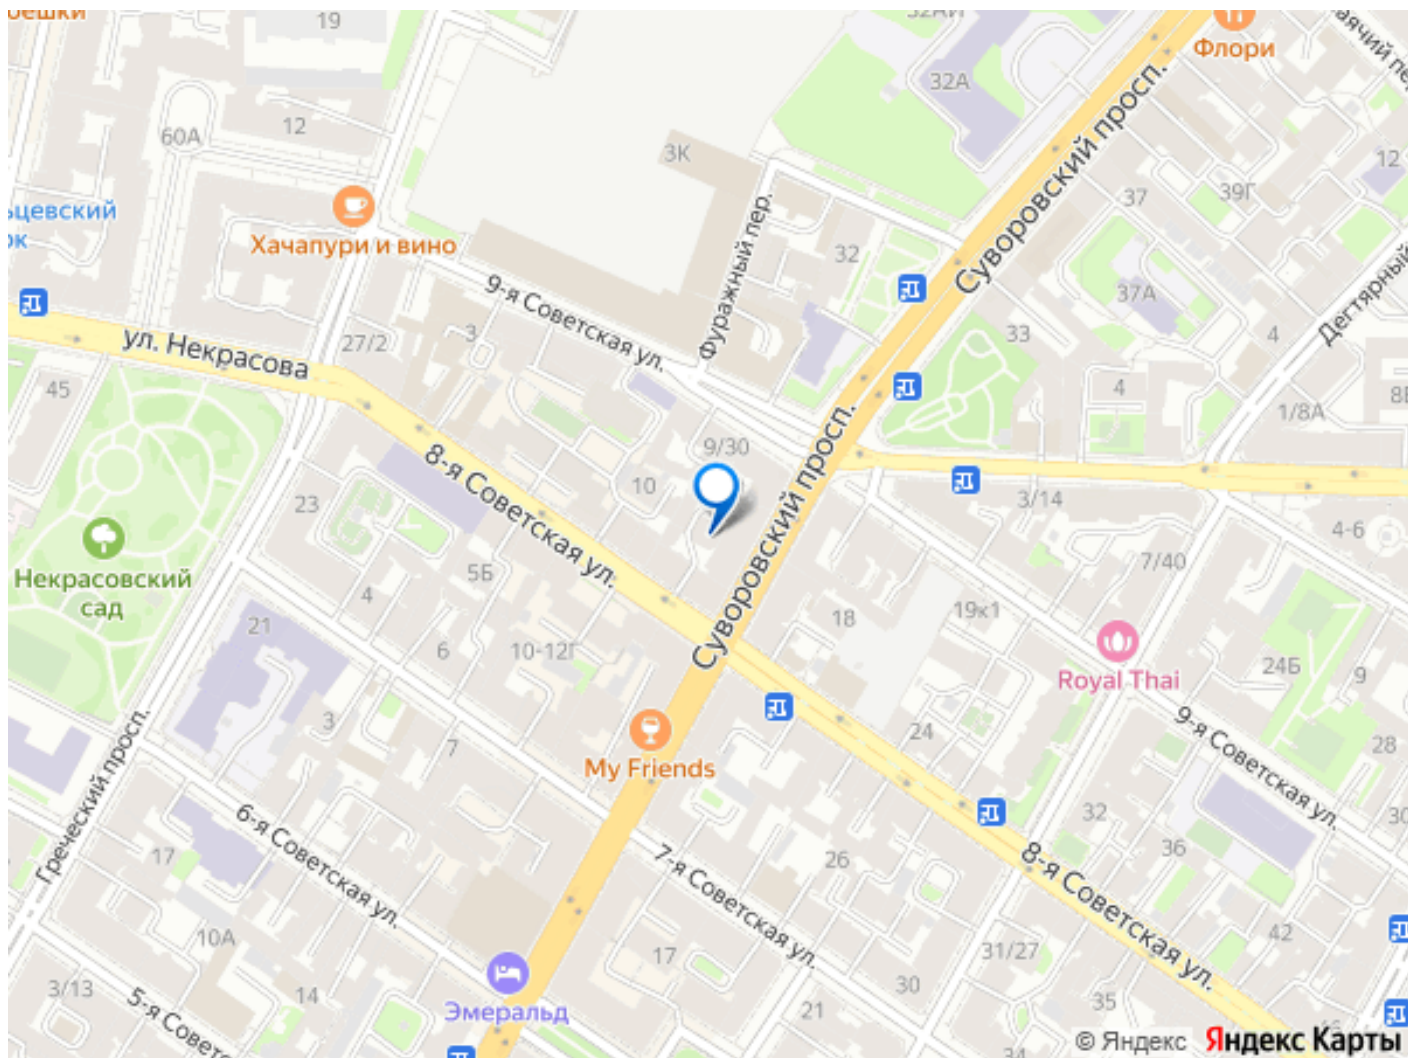 19
32А
Флори
12
60А
3К
12
37
39Г
Суворовский просп.
Хачапури и вино
Фуражный пер.
32
37А
9-я Советская ул.
ул. Некрасова
27/2
3
33
4
Дегтярный
45
4
1/8А
8-я Советская ул.
9/30
Суворовский просп.
10
3/14
23
4-6
Некрасовский
сад
5Б
7/40
4
18
19к1
21
6
10-12Г
Royal Thai
24Б
9
3
7
My Friends
24
9-я Советская ул.
28
Греческий просп.
6-я Советская ул.
32
30
17
7-я Советская ул.
26
36
8-я Советская ул.
10А
17
31/27
42
3/13
14
Эмеральд
30
21
35
5-я Советс
34
© Яндекс Яндекс Карты